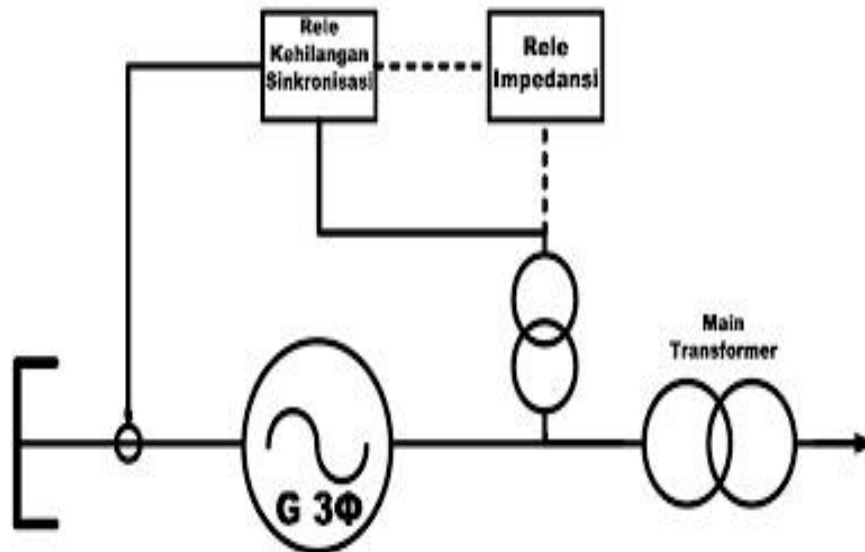 Rele
Kehilangan
Sinkronisasi
Rele
Impedansi
Main
Transformer
G 3Φ